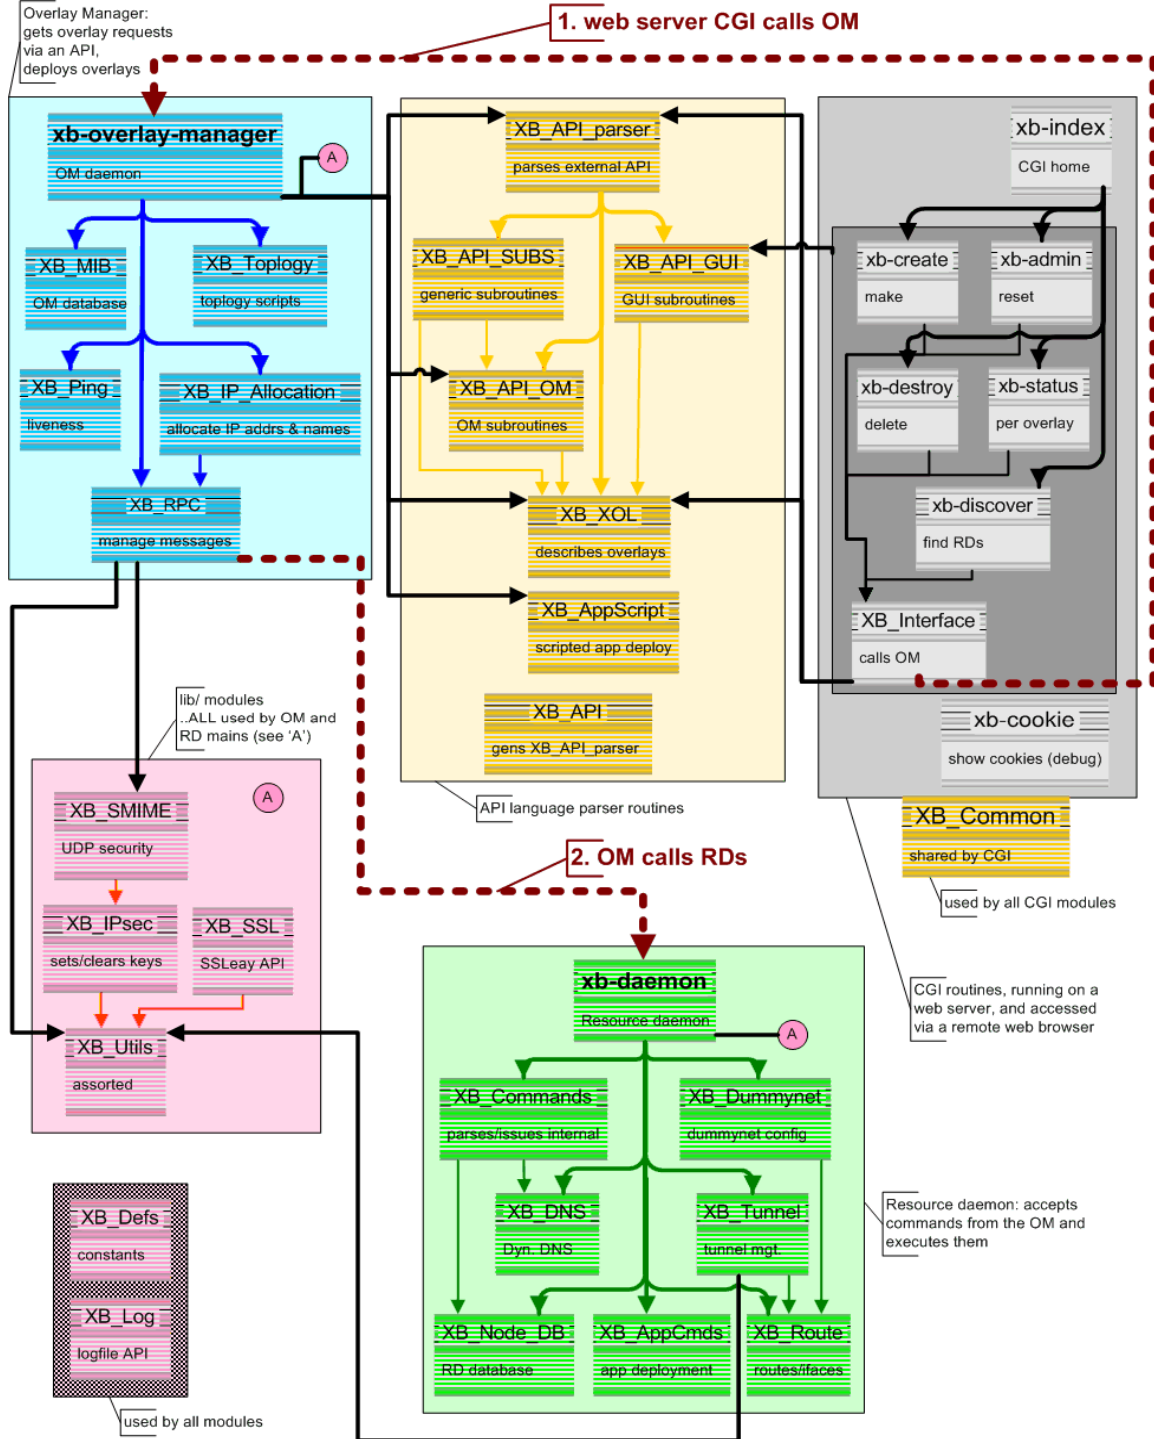 Overlay Manager:
gets overlay requests
via an API,
deploys overlays
1. web server CGI calls OM
xb-overlay-manager
OM daemon
A
XB_MIB
OM database
XB_Toplogy
toplogy scripts
XB_Ping
liveness
XB_IP_Allocation
allocate IP addrs & names
XB_RPC
manage messages
XB_API_parser
parses external API
XB_API_SUBS
generic subroutines
XB_API_GUI
GUI subroutines
XB_API_OM
OM subroutines
XB_XOL
describes overlays
XB_AppScript
scripted app deploy
XB_API
gens XB_API_parser
API language parser routines
xb-index
CGI home
xb-create
make
xb-admin
reset
xb-destroy
delete
xb-status
per overlay
xb-discover
find RDs
XB_Interface
calls OM
xb-cookie
show cookies (debug)
XB_Common
shared by CGI
used by all CGI modules
CGI routines, running on a
web server, and accessed
via a remote web browser
lib/ modules
..ALL used by OM and
RD mains (see 'A')
A
XB_SMIME
UDP security
XB_IPsec
sets/clears keys
XB_SSL
SSLeay API
XB_Utils
assorted
2. OM calls RDs
xb-daemon
Resource daemon
A
XB_Commands
parses/issues internal
XB_Dummynet
dummynet config
XB_DNS
Dyn. DNS
XB_Tunnel
tunnel mgt.
XB_Node_DB
RD database
XB_AppCmds
app deployment
XB_Route
routes/ifaces
Resource daemon: accepts
commands from the OM and
executes them
XB_Defs
constants
XB_Log
logfile API
used by all modules